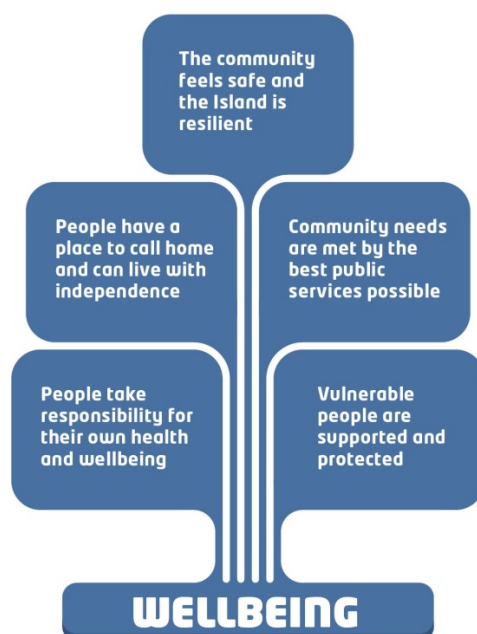 The community
feels safe and
the Island is
resilient
People have a
place to call home
and can live with
independence
Community needs
are met by the
best public
services possible
People take
responsibility for
their own health
and wellbeing
Vulnerable
people are
supported and
protected
WELLBEING